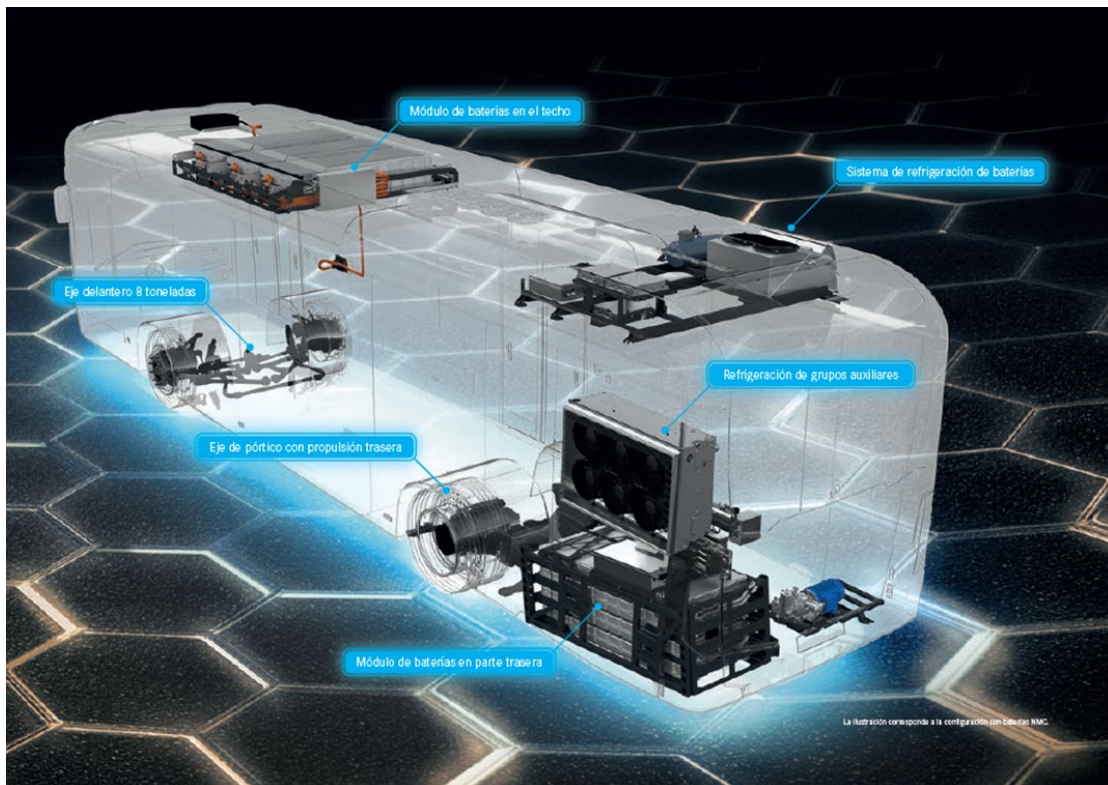 Módulo de baterías en el techo
Sistema de refrigeración de baterías
Eje delantero 8 toneladas
Refrigeración de grupos auxiliares
Eje de pórtico con propulsión trasera
Módulo de baterías en parte trasera
La ilustración corresponde a la configuración con baterías NMC.